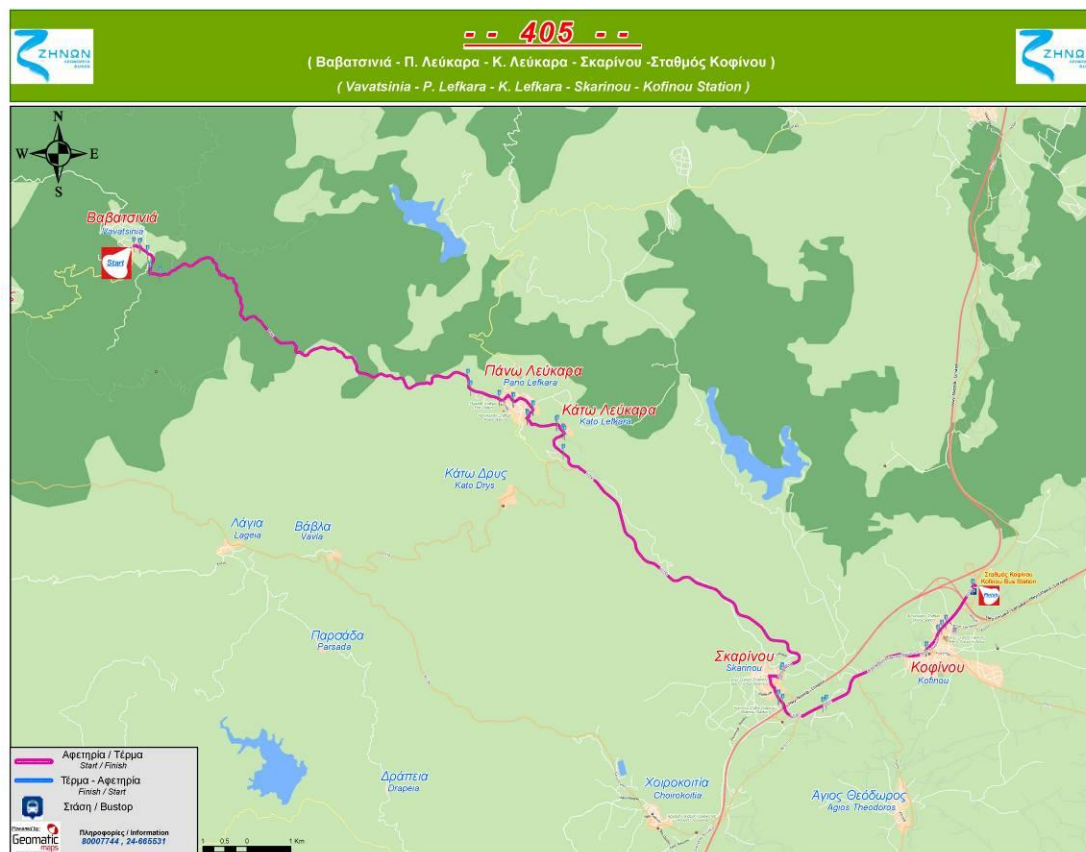 - - 405 - -
ΖΗΝΩΝ
ΖΗΝΩΝ
( Βαβατσινιά - Π. Λεύκαρα - Κ. Λεύκαρα - Σκαρίνου -Σταθμός Κοφίνου )
( Vavatsinia - P. Lefkara - K. Lefkara - Skarinou - Kofinou Station )
N
W
E
S
Βαβατσινιά
Vavatsinia
Start
Πάνω Λεύκαρα
Pano Lefkara
Κάτω Λεύκαρα
Kato Lefkara
Κάτω Δρυς
Kato Drys
Λάγια
Lageia
Βάβλα
Vavla
Σταθμός Κοφίνου
Kofinou Bus Station
Finish
Παρσάδα
Parsada
Σκαρίνου
Skarinou
Κοφίνου
Kofinou
Δράπεια
Drapeia
Χοιροκοιτία
Choirokoitia
Άγιος Θεόδωρος
Agios Theodoros
Αφετηρία / Τέρμα
Start / Finish
Τέρμα - Αφετηρία
Finish / Start
Στάση / Bustop
Geomatic
maps
Πληροφορίες / Information
80007744 , 24-665531
1 0.5 0 1 Km